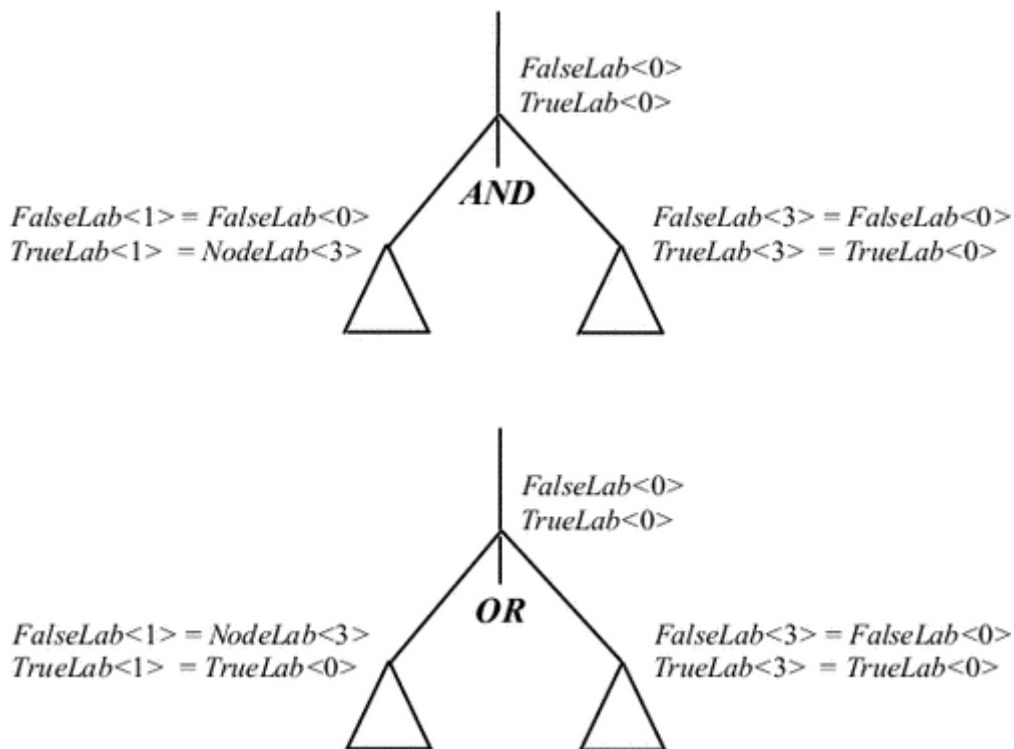 FalseLab<0>
TrueLab<0>
AND
FalseLab<1> = FalseLab<0>
TrueLab<1> = NodeLab<3>
FalseLab<3> = FalseLab<0>
TrueLab<3> = TrueLab<0>
FalseLab<0>
TrueLab<0>
OR
FalseLab<1> = NodeLab<3>
TrueLab<1> = TrueLab<0>
FalseLab<3> = FalseLab<0>
TrueLab<3> = TrueLab<0>